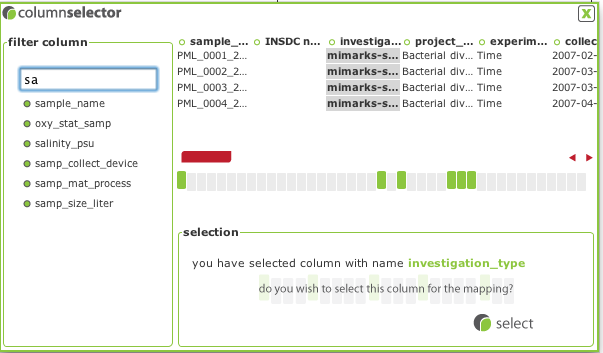 columnselector
X
filter column
sa
sample_name
oxy_stat_samp
salinity_psu
samp_collect_device
samp_mat_process
samp_size_liter
sample_... INSDC n... investiga... project_... experim... collec
PML_0001_2... mimarks-s... Bacterial div... Time 2007-02-
PML_0002_2... mimarks-s... Bacterial div... Time 2007-03-
PML_0003_2... mimarks-s... Bacterial div... Time 2007-03-
PML_0004_2... mimarks-s... Bacterial div... Time 2007-04-
selection
you have selected column with name investigation_type
do you wish to select this column for the mapping?
select